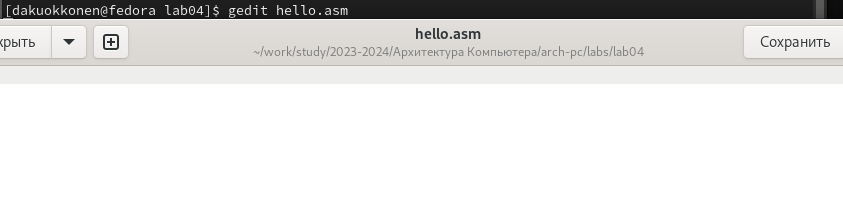 [dakuokkonen@fedora lab04]$ gedit hello.asm
крыть
hello.asm
~/work/study/2023-2024/Архитектура Компьютера/arch-pc/labs/lab04
Сохранить